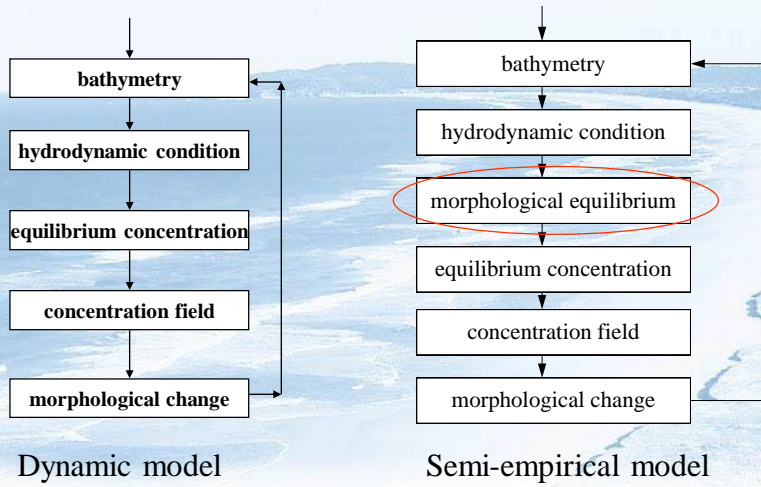 bathymetry
hydrodynamic condition
equilibrium concentration
concentration field
morphological change
Dynamic model
bathymetry
hydrodynamic condition
morphological equilibrium
equilibrium concentration
concentration field
morphological change
Semi-empirical model